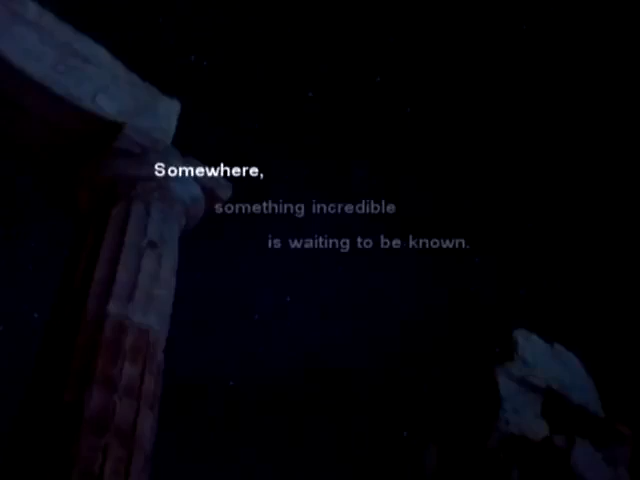 Somewhere,
something incredible
is waiting to be known.